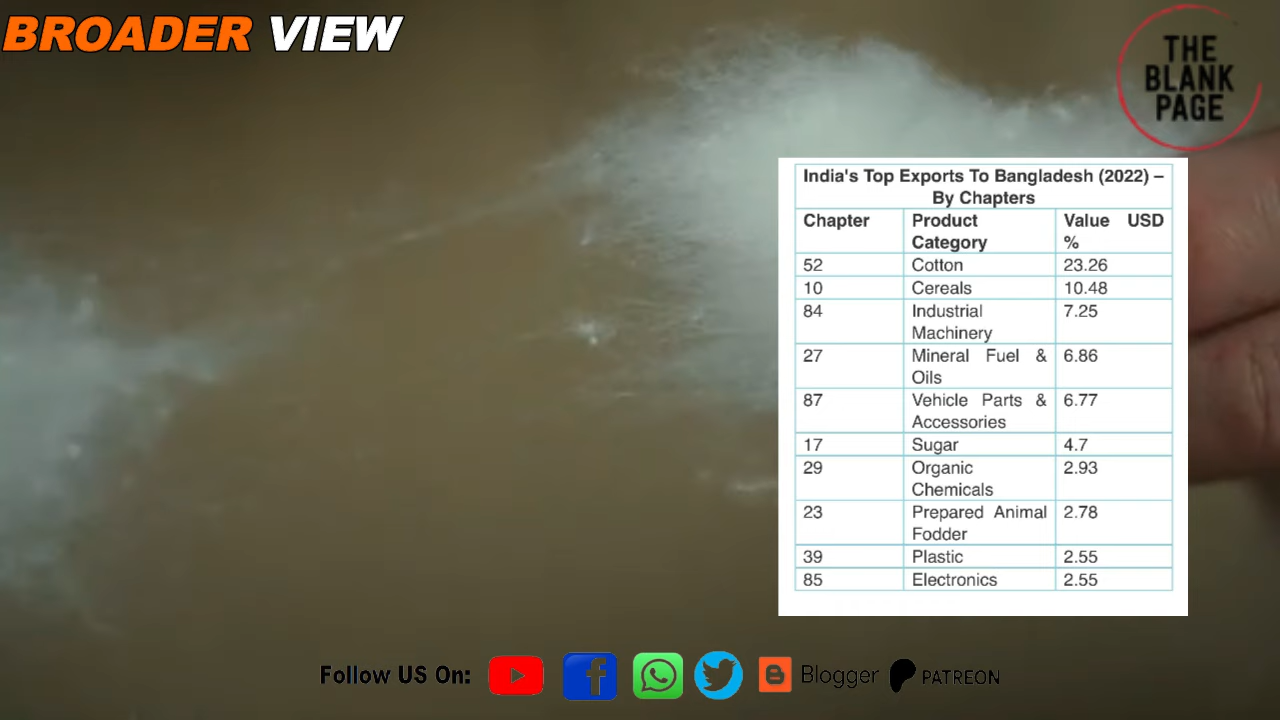 BROADER VIEW
THE
BLANK
PAGE
India's Top Exports To Bangladesh (2022) –
By Chapters
Chapter Product Category Value USD %
52 Cotton 23.26
10 Cereals 10.48
84 Industrial Machinery 7.25
27 Mineral Fuel & Oils 6.86
87 Vehicle Parts & Accessories 6.77
17 Sugar 4.7
29 Organic Chemicals 2.93
23 Prepared Animal Fodder 2.78
39 Plastic 2.55
85 Electronics 2.55
Follow US On: Blogger PATREON